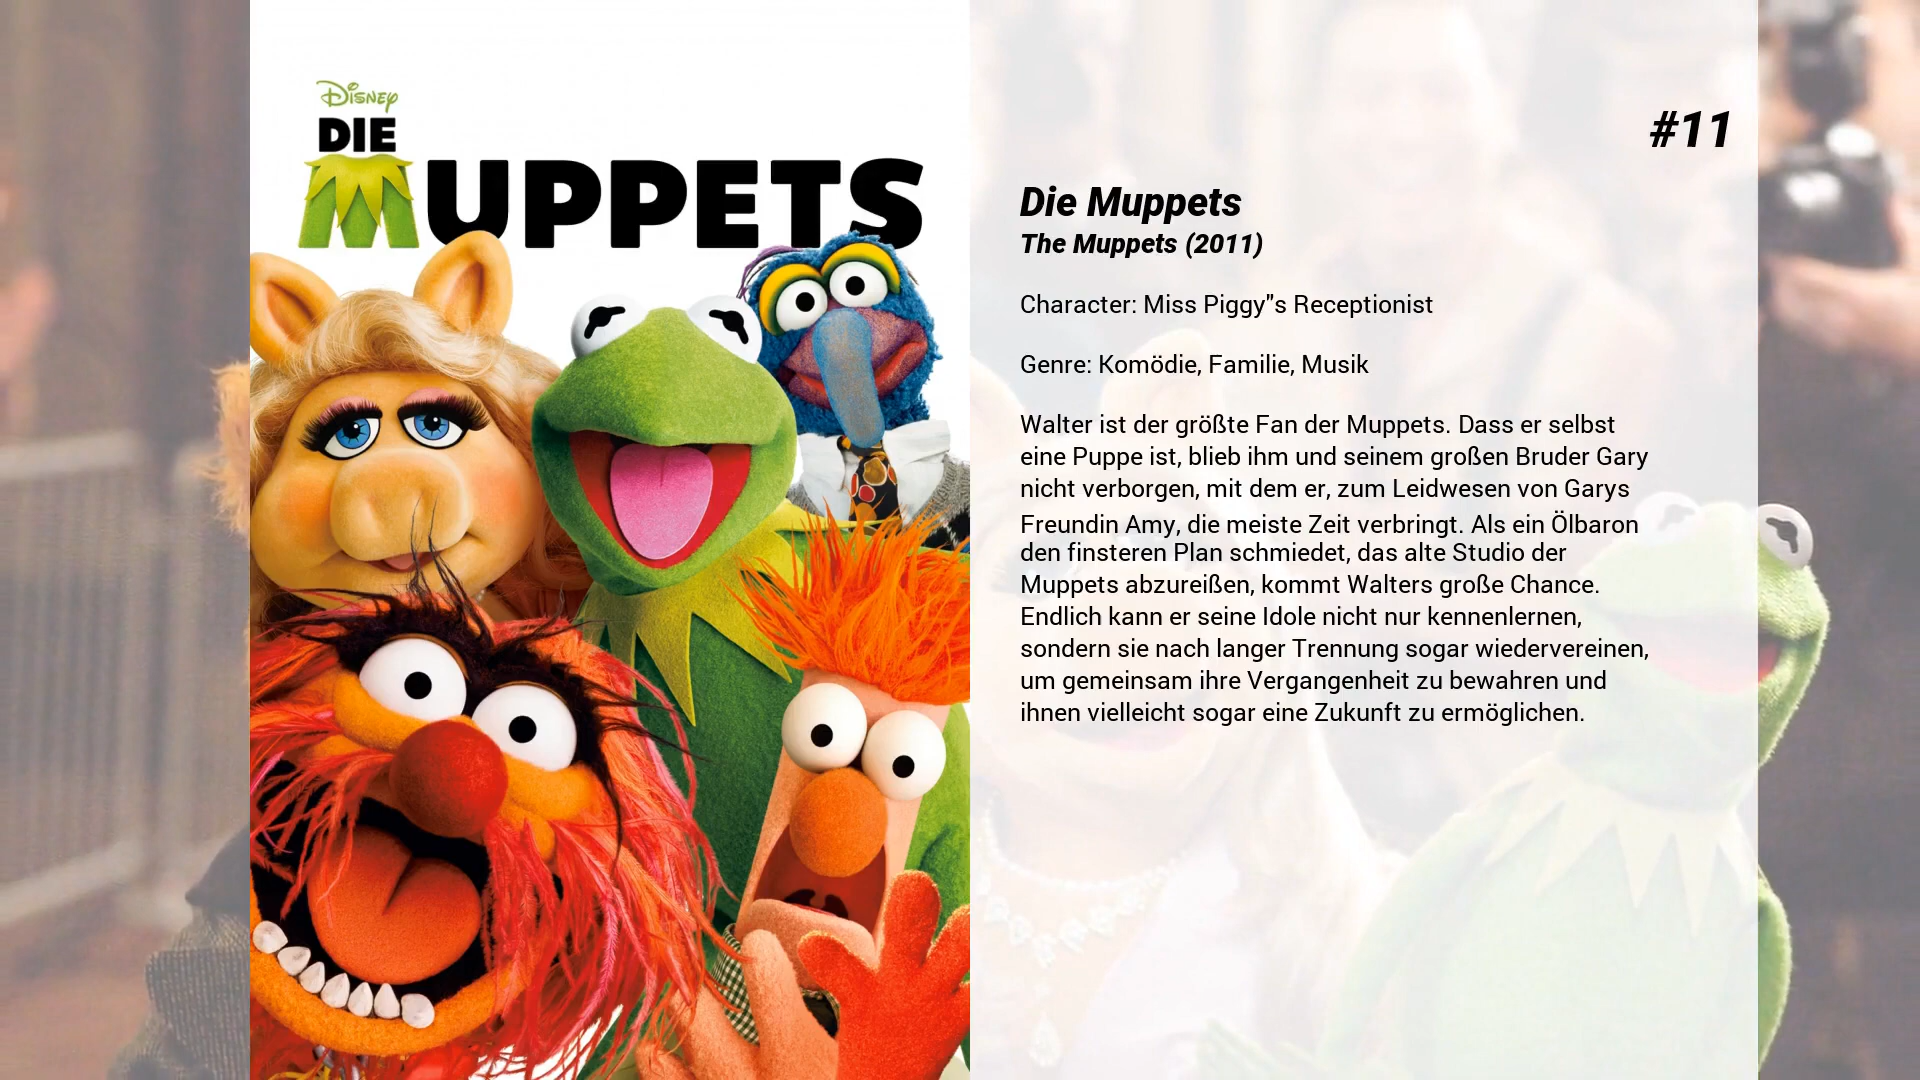 Disney
DIE
MUPPETS
#11
Die Muppets
The Muppets (2011)
Character: Miss Piggy"s Receptionist
Genre: Komödie, Familie, Musik
Walter ist der größte Fan der Muppets. Dass er selbst
eine Puppe ist, blieb ihm und seinem großen Bruder Gary
nicht verborgen, mit dem er, zum Leidwesen von Garys
Freundin Amy, die meiste Zeit verbringt. Als ein Ölbaron
den finsteren Plan schmiedet, das alte Studio der
Muppets abzureißen, kommt Walters große Chance.
Endlich kann er seine Idole nicht nur kennenlernen,
sondern sie nach langer Trennung sogar wiedervereinen,
um gemeinsam ihre Vergangenheit zu bewahren und
ihnen vielleicht sogar eine Zukunft zu ermöglichen.